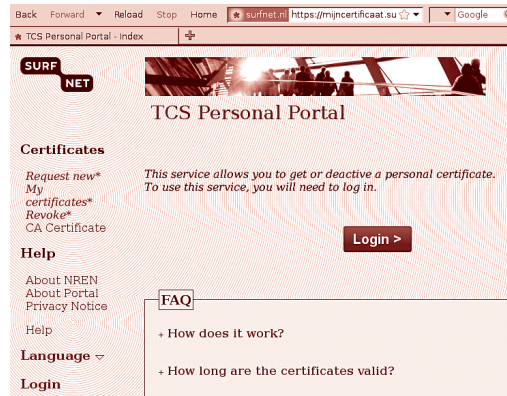 Back Forward Reload Stop Home surfnet.nl https://mijncertificaat.su Google
TCS Personal Portal - Index
SURF
NET
TCS Personal Portal
Certificates
Request new*
My
certificates*
Revoke*
CA Certificate
Help
About NREN
About Portal
Privacy Notice
Help
Language
Login
This service allows you to get or deactive a personal certificate.
To use this service, you will need to log in.
Login >
FAQ
+ How does it work?
+ How long are the certificates valid?